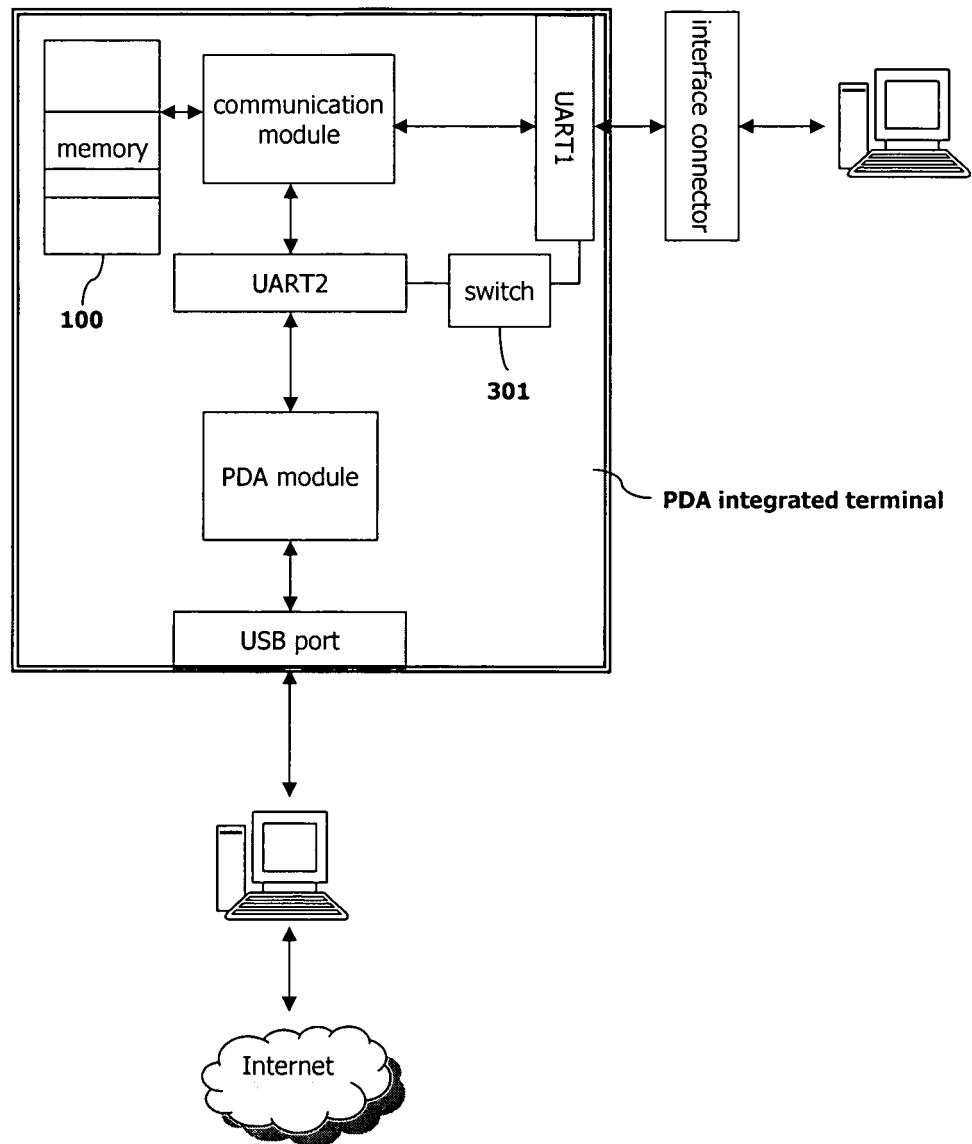 memory
communication
module
UART1
interface connector
UART2
switch
100
301
PDA module
PDA integrated terminal
USB port
Internet